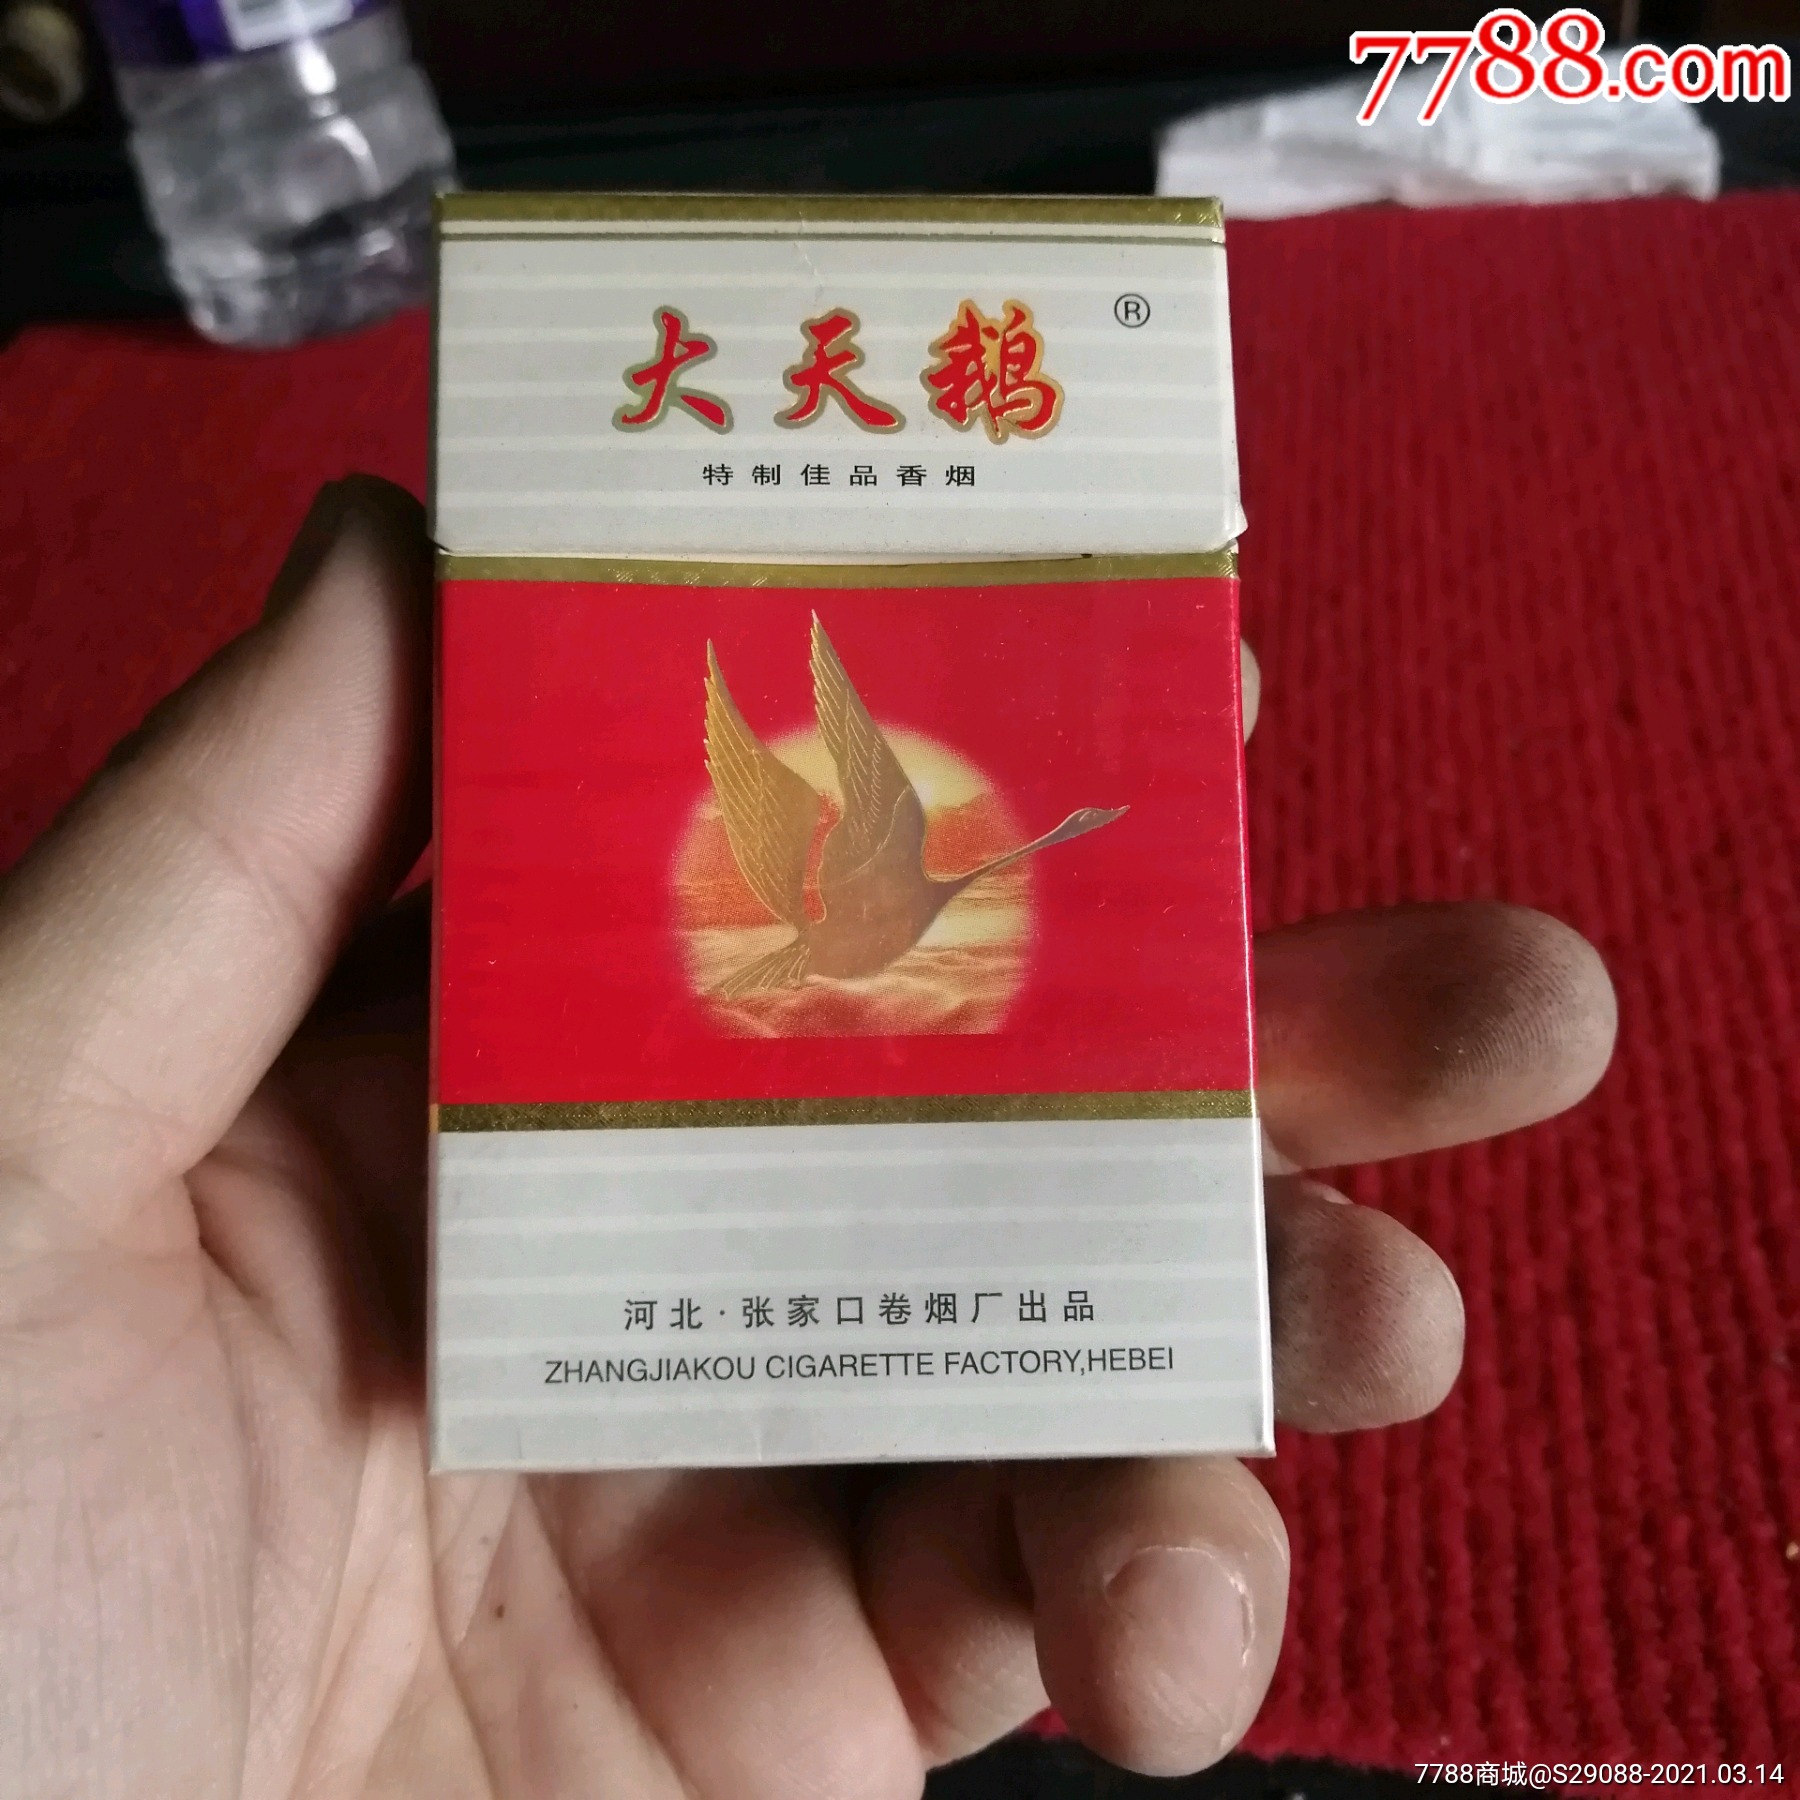 7788.com
大天鹅
®
特制佳品香烟
河北·张家口卷烟厂出品
ZHANGJIAKOU CIGARETTE FACTORY,HEBEI
7788商城@S29088-2021.03.14